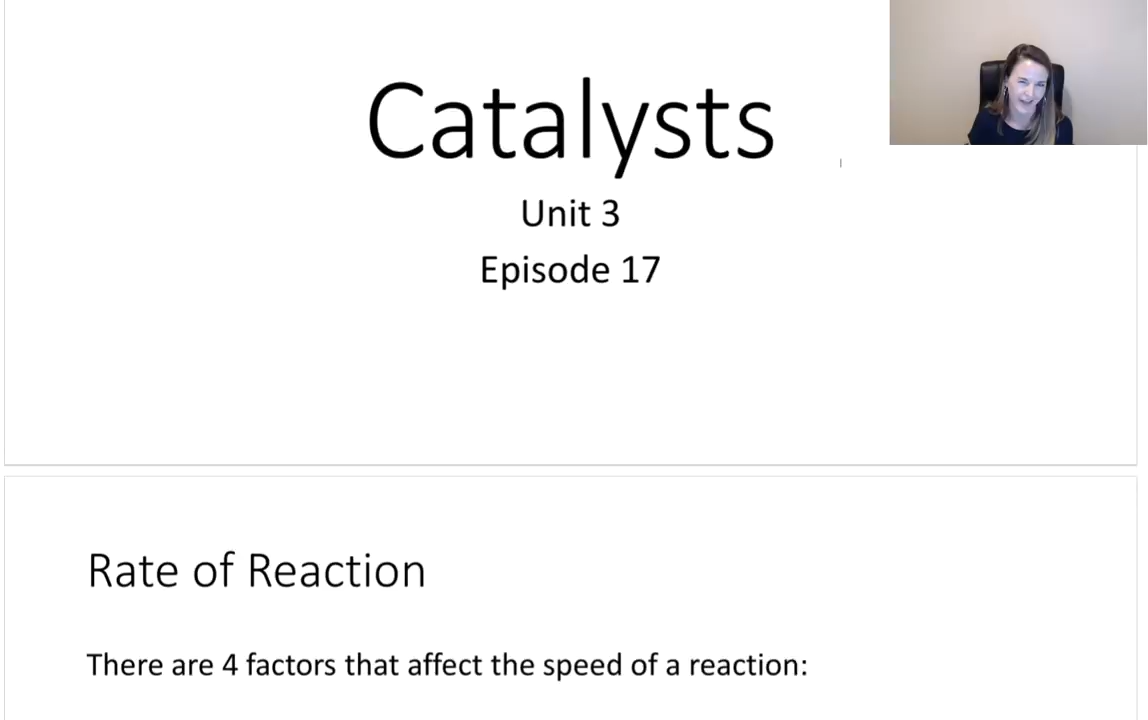 Catalysts
Unit 3
Episode 17
Rate of Reaction
There are 4 factors that affect the speed of a reaction: